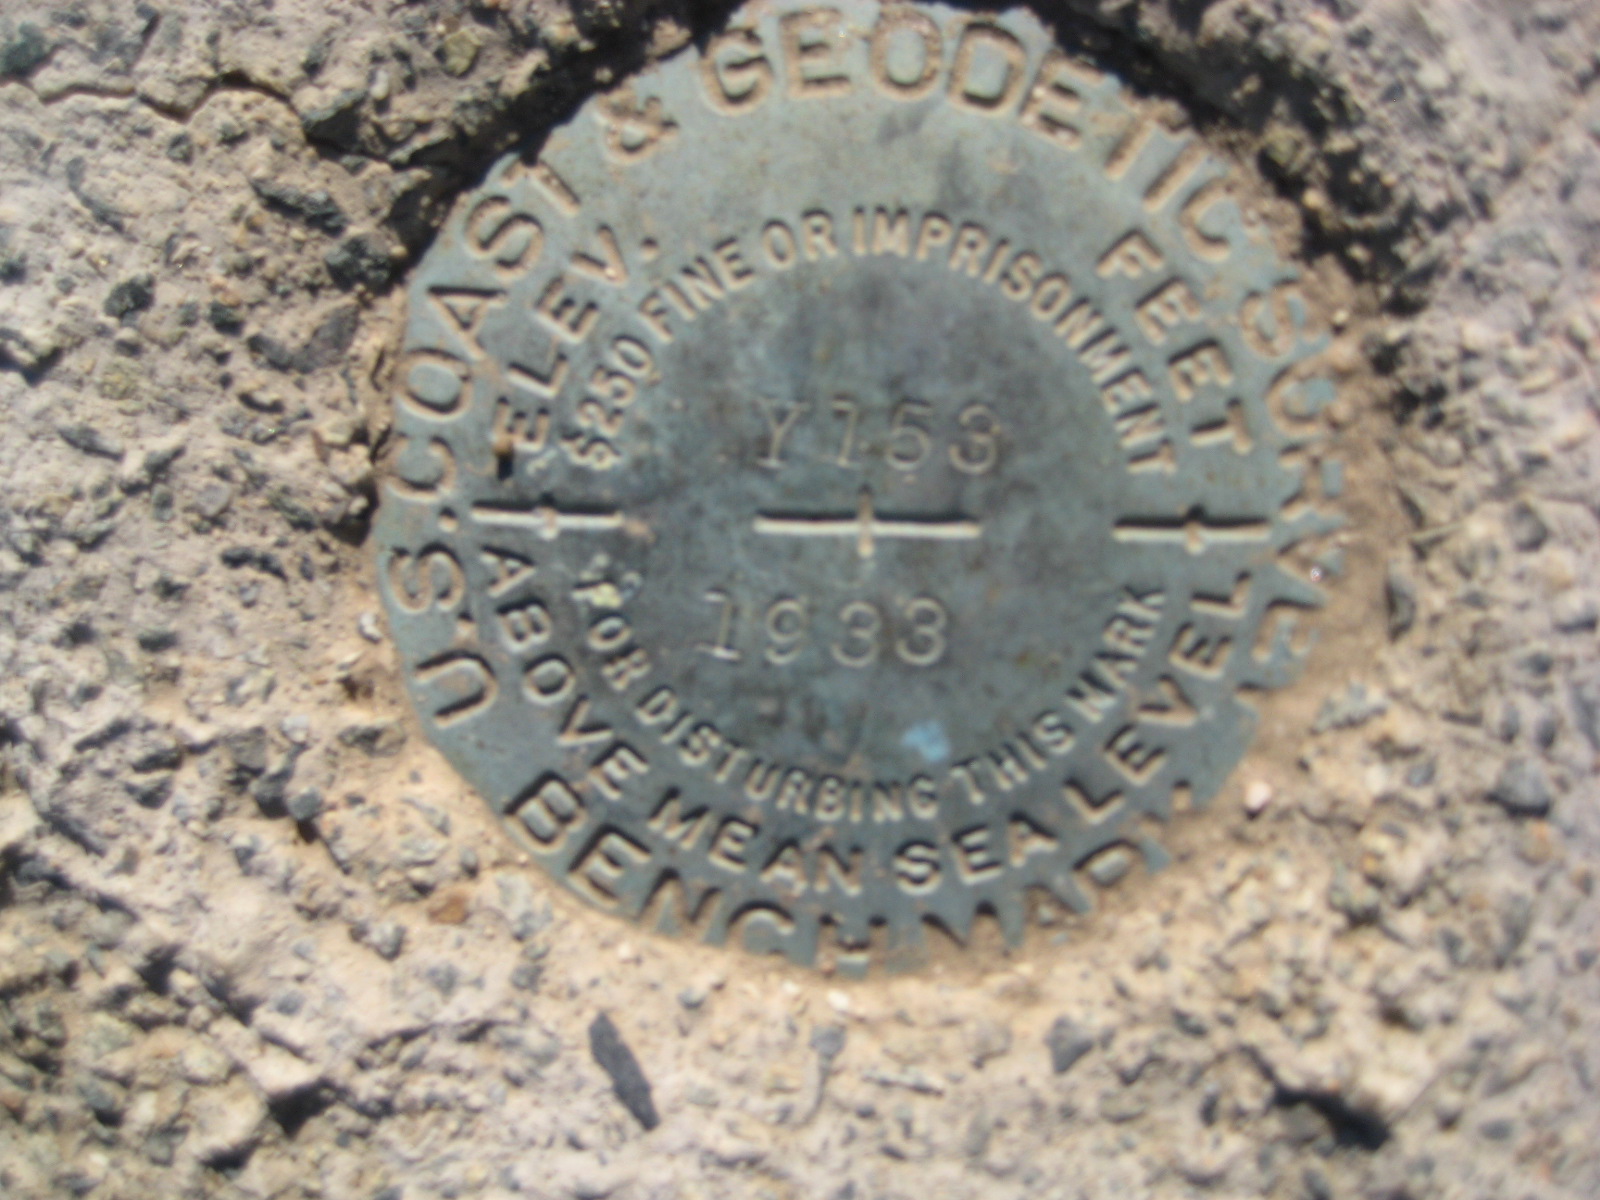 U.S. COAST & GEODETIC SURVEY
ELEV. FEET
$250 FINE OR IMPRISONMENT
Y 153
1933
FOR DISTURBING THIS MARK
ABOVE MEAN SEA LEVEL
BENCH MARK